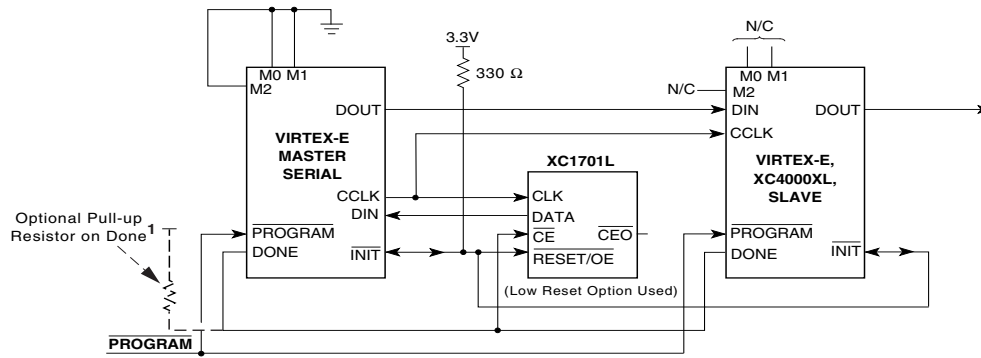 N/C
3.3V
M0 M1
M2
330 Ω
N/C
M0 M1
M2
DOUT
DIN
DOUT
CCLK
VIRTEX-E
MASTER
SERIAL
XC1701L
VIRTEX-E,
XC4000XL,
SLAVE
CCLK
CLK
DIN
DATA
Optional Pull-up
Resistor on Done1
PROGRAM
CE
CEO
PROGRAM
DONE
INIT
RESET/OE
DONE
INIT
(Low Reset Option Used)
PROGRAM